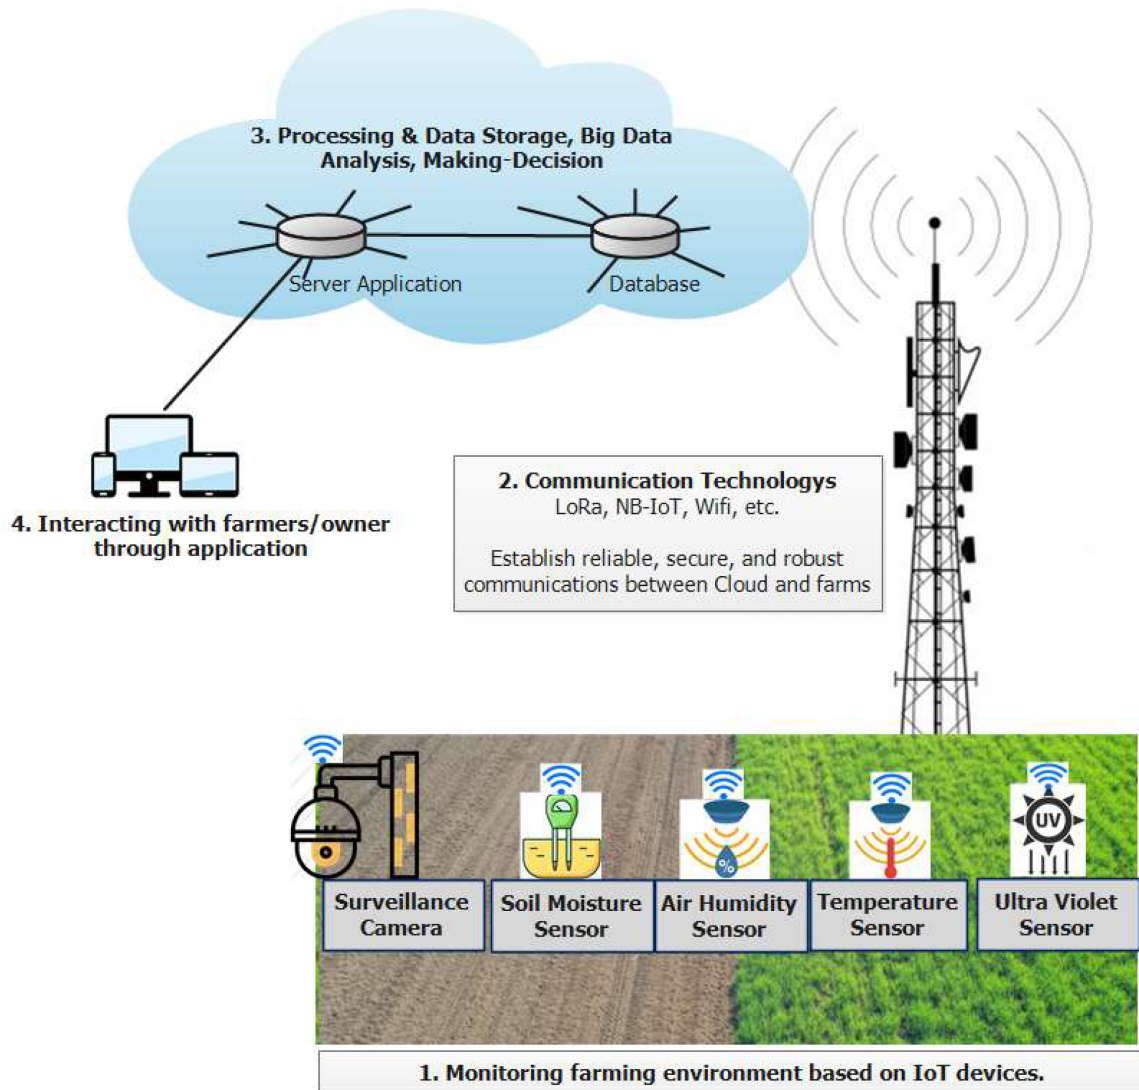 3. Processing & Data Storage, Big Data
Analysis, Making-Decision
Server Application
Database
4. Interacting with farmers/owner
through application
2. Communication Technologys
LoRa, NB-IoT, Wifi, etc.
Establish reliable, secure, and robust
communications between Cloud and farms
UV
%
Surveillance
Camera
Soil Moisture
Sensor
Air Humidity
Sensor
Temperature
Sensor
Ultra Violet
Sensor
1. Monitoring farming environment based on IoT devices.